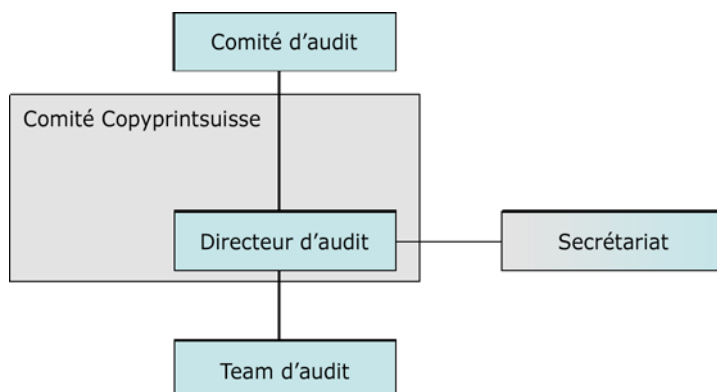 Comité d’audit
Comité Copyprintsuisse
Directeur d’audit
Secrétariat
Team d’audit